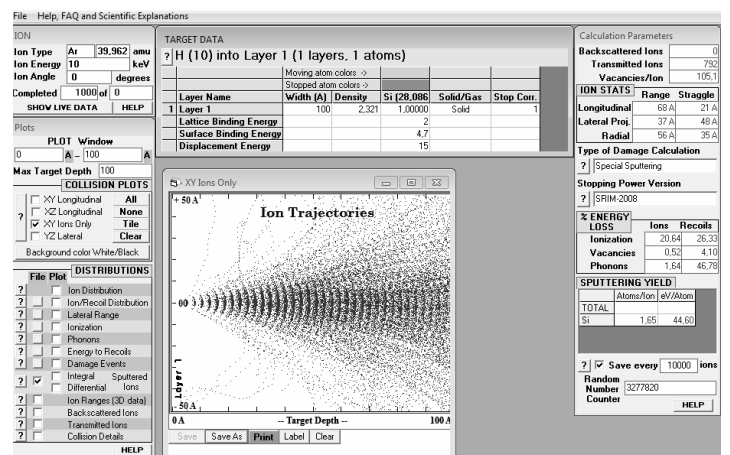 File Help, FAQ and Scientific Explanations
ION
Ion Type Ar 39,962 amu
Ion Energy 10 keV
Ion Angle 0 degrees
Completed 1000 of 0
SHOW LIVE DATA HELP
Plots
PLOT Window
0 A - 100 A
Max Target Depth 100
COLLISION PLOTS
? XY Longitudinal All
XZ Longitudinal None
XY Ions Only Tile
YZ Lateral Clear
Background color White/Black
File Plot DISTRIBUTIONS
? Ion Distribution
? Ion/Recoil Distribution
? Lateral Range
? Ionization
? Phonons
? Energy to Recoils
? Damage Events
? Integral Sputtered
Differential Ions
? Ion Ranges (3D data)
? Backscattered Ions
? Transmitted Ions
? Collision Details
HELP
TARGET DATA
? H (10) into Layer 1 (1 layers, 1 atoms)
Moving atom colors ->
Stopped atom colors ->
Layer Name Width (A) Density Si (28,086 Solid/Gas Stop Corr.
1 Layer 1 100 2,321 1,00000 Solid 1
Lattice Binding Energy 2
Surface Binding Energy 4,7
Displacement Energy 15
XY Ions Only
+ 50 A
Ion Trajectories
00
Layer 1
- 50 A
0 A -- Target Depth -- 100 A
Save Save As Print Label Clear
Calculation Parameters
Backscattered Ions 0
Transmitted Ions 792
Vacancies/Ion 105,1
ION STATS Range Straggle
Longitudinal 68 A 21 A
Lateral Proj. 37 A 48 A
Radial 56 A 35 A
Type of Damage Calculation
? Special Sputtering
Stopping Power Version
? SRIM-2008
% ENERGY
LOSS Ions Recoils
Ionization 20,64 26,33
Vacancies 0,52 4,10
Phonons 1,64 46,78
SPUTTERING YIELD
Atoms/Ion eV/Atom
TOTAL
Si 1,65 44,60
? Save every 10000 ions
Random
Number 3277820
Counter
HELP